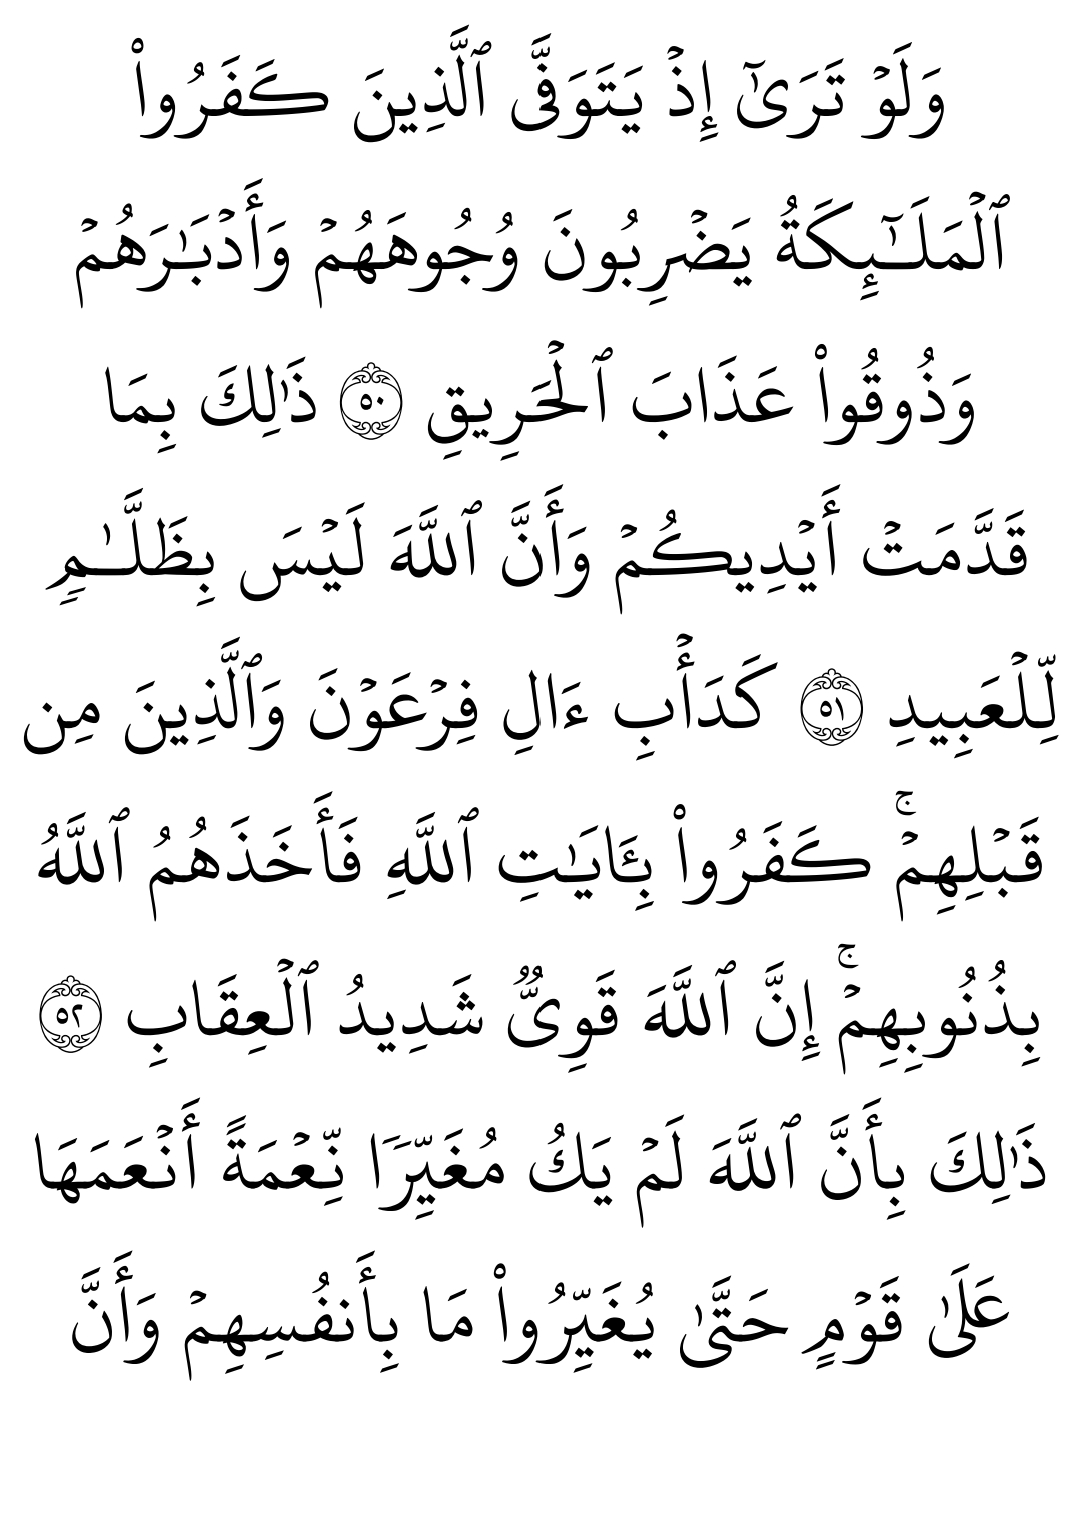 وَلَوۡ تَرَىٰٓ إِذۡ يَتَوَفَّى ٱلَّذِينَ كَفَرُواْ
ٱلۡمَلَـٰٓئِكَةُ يَضۡرِبُونَ وُجُوهَهُمۡ وَأَدۡبَـٰرَهُمۡ
وَذُوقُواْ عَذَابَ ٱلۡحَرِيقِ ٥٠ ذَٰلِكَ بِمَا
قَدَّمَتۡ أَيۡدِيكُمۡ وَأَنَّ ٱللَّهَ لَيۡسَ بِظَلَّـٰمٖ
لِّلۡعَبِيدِ ٥١ كَدَأۡبِ ءَالِ فِرۡعَوۡنَ وَٱلَّذِينَ مِن
قَبۡلِهِمۡۚ كَفَرُواْ بِـَٔايَـٰتِ ٱللَّهِ فَأَخَذَهُمُ ٱللَّهُ
بِذُنُوبِهِمۡۚ إِنَّ ٱللَّهَ قَوِيّٞ شَدِيدُ ٱلۡعِقَابِ ٥٢
ذَٰلِكَ بِأَنَّ ٱللَّهَ لَمۡ يَكُ مُغَيِّرٗا نِّعۡمَةً أَنۡعَمَهَا
عَلَىٰ قَوۡمٍ حَتَّىٰ يُغَيِّرُواْ مَا بِأَنفُسِهِمۡ وَأَنَّ